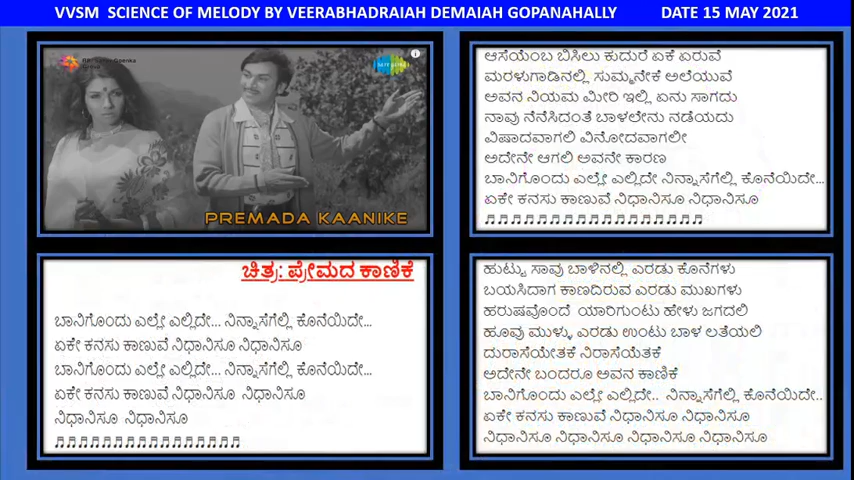 VVSM SCIENCE OF MELODY BY VEERABHADRAIAH DEMAIAH GOPANAHALLY DATE 15 MAY 2021
PREMADA KAANIKE
ಚಿತ್ರ: ಪ್ರೇಮದ ಕಾಣಿಕೆ
ಬಾನಿಗೊಂದು ಎಲ್ಲೇ ಎಲ್ಲಿದೇ... ನಿನ್ನಾಸೆಗೆಲ್ಲಿ ಕೊನೆಯಿದೇ...
ಏಕೇ ಕನಸು ಕಾಣುವೆ ನಿಧಾನಿಸೂ ನಿಧಾನಿಸೂ
ಬಾನಿಗೊಂದು ಎಲ್ಲೇ ಎಲ್ಲಿದೇ... ನಿನ್ನಾಸೆಗೆಲ್ಲಿ ಕೊನೆಯಿದೇ...
ಏಕೇ ಕನಸು ಕಾಣುವೆ ನಿಧಾನಿಸೂ ನಿಧಾನಿಸೂ
ನಿಧಾನಿಸೂ ನಿಧಾನಿಸೂ
♬♬♬♬♬♬♬♬♬♬♬♬♬♬♬♬♬
ಆಸೆಯೆಂಬ ಬಿಸಿಲು ಕುದುರೆ ಏಕೆ ಏರುವೆ
ಮರಳುಗಾಡಿನಲ್ಲಿ ಸುಮ್ಮನೇಕೆ ಅಲೆಯುವೆ
ಅವನ ನಿಯಮ ಮೀರಿ ಇಲ್ಲಿ ಏನು ಸಾಗದು
ನಾವು ನೆನೆಸಿದಂತೆ ಬಾಳಲೇನು ನಡೆಯದು
ವಿಷಾದವಾಗಲಿ ವಿನೋದವಾಗಲೀ
ಅದೇನೇ ಆಗಲಿ ಅವನೇ ಕಾರಣ
ಬಾನಿಗೊಂದು ಎಲ್ಲೇ ಎಲ್ಲಿದೇ ನಿನ್ನಾಸೆಗೆಲ್ಲಿ ಕೊನೆಯಿದೇ...
ಏಕೇ ಕನಸು ಕಾಣುವೆ ನಿಧಾನಿಸೂ ನಿಧಾನಿಸೂ
♬♬♬♬♬♬♬♬♬♬♬♬♬♬♬♬♬♬♬♬
ಹುಟ್ಟು ಸಾವು ಬಾಳಿನಲ್ಲಿ ಎರಡು ಕೊನೆಗಳು
ಬಯಸಿದಾಗ ಕಾಣದಿರುವ ಎರಡು ಮುಖಗಳು
ಹರುಷವೊಂದೆ ಯಾರಿಗುಂಟು ಹೇಳು ಜಗದಲಿ
ಹೂವು ಮುಳ್ಳು ಎರಡು ಉಂಟು ಬಾಳ ಲತೆಯಲಿ
ದುರಾಸೆಯೇತಕೆ ನಿರಾಸೆಯೆತಕೆ
ಅದೇನೇ ಬಂದರೂ ಅವನ ಕಾಣಿಕೆ
ಬಾನಿಗೊಂದು ಎಲ್ಲೇ ಎಲ್ಲಿದೇ.. ನಿನ್ನಾಸೆಗೆಲ್ಲಿ ಕೊನೆಯಿದೇ..
ಏಕೇ ಕನಸು ಕಾಣುವೆ ನಿಧಾನಿಸೂ ನಿಧಾನಿಸೂ
ನಿಧಾನಿಸೂ ನಿಧಾನಿಸೂ ನಿಧಾನಿಸೂ ನಿಧಾನಿಸೂ